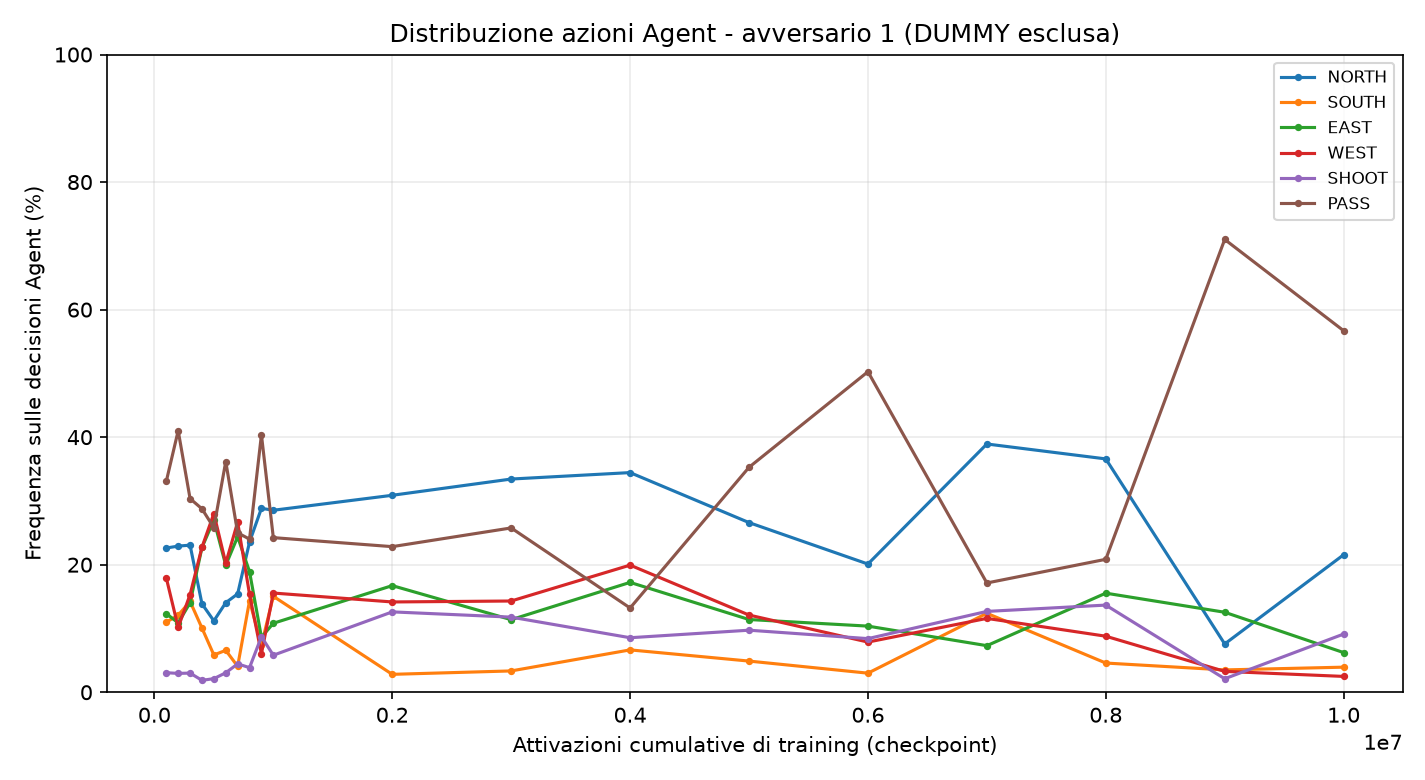 Distribuzione azioni Agent - avversario 1 (DUMMY esclusa)
Frequenza sulle decisioni Agent (%)
100
80
60
40
20
0
NORTH
SOUTH
EAST
WEST
SHOOT
PASS
0.0 0.2 0.4 0.6 0.8 1.0
1e7
Attivazioni cumulative di training (checkpoint)